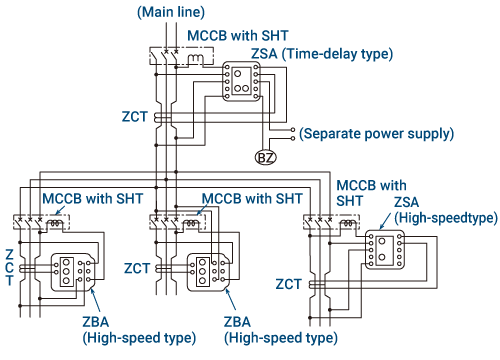 (Main line)
MCCB with SHT
ZSA (Time-delay type)
ZCT
(Separate power supply)
BZ
MCCB with SHT
MCCB with SHT
MCCB with
SHT
ZSA
(High-speedtype)
Z
C
T
ZCT
ZCT
ZBA
(High-speed type)
ZBA
(High-speed type)